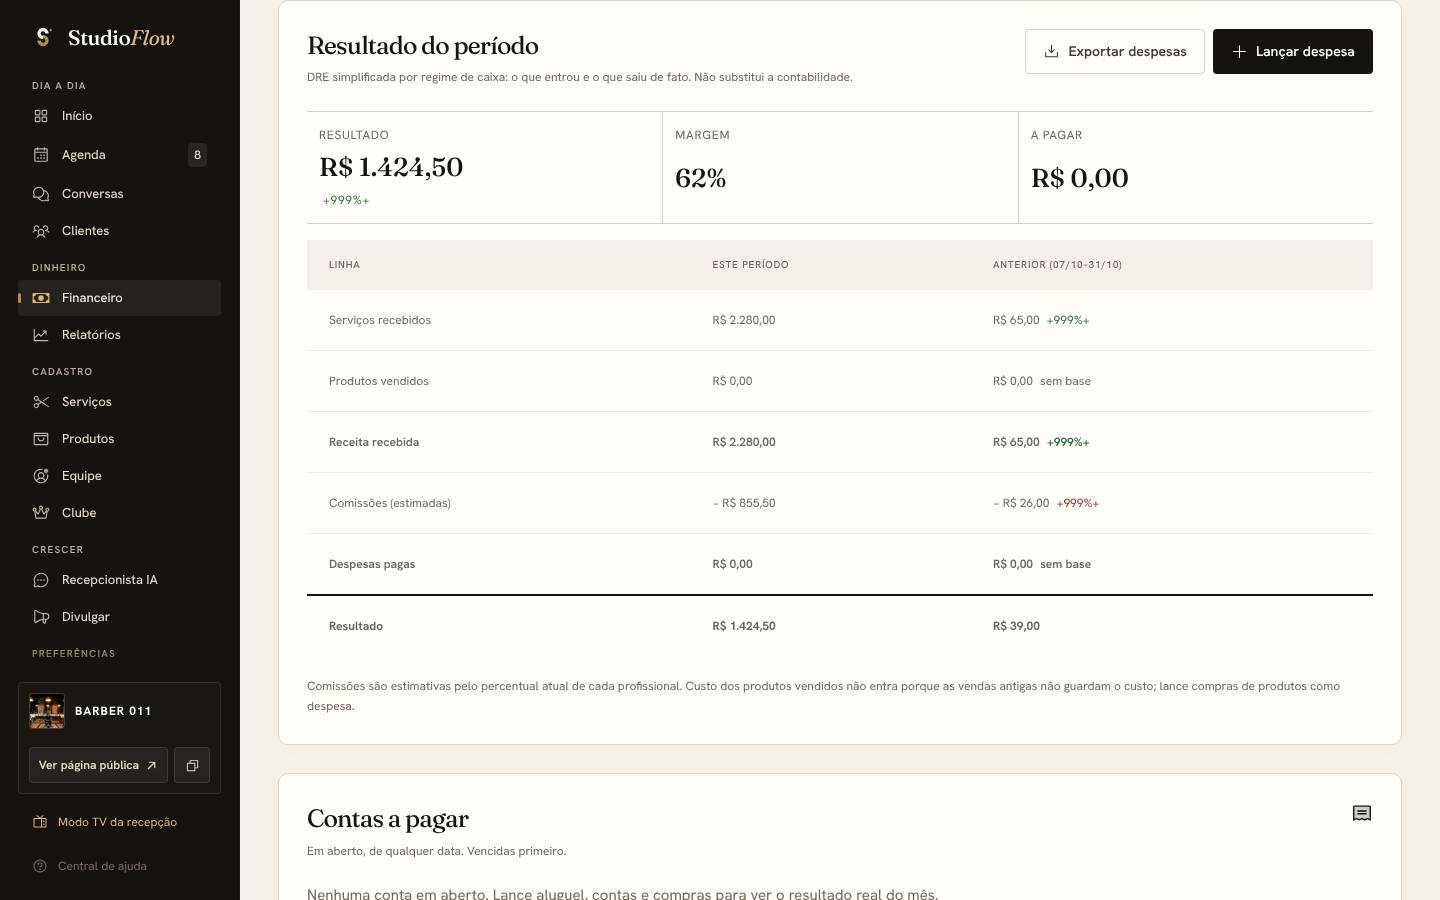 StudioFlow
DIA A DIA
Início
Agenda 8
Conversas
Clientes
DINHEIRO
Financeiro
Relatórios
CADASTRO
Serviços
Produtos
Equipe
Clube
CRESCER
Recepcionista IA
Divulgar
PREFERÊNCIAS
BARBER 011
Ver página pública
Modo TV da recepção
Central de ajuda
Resultado do período
DRE simplificada por regime de caixa: o que entrou e o que saiu de fato. Não substitui a contabilidade.
Exportar despesas
Lançar despesa
RESULTADO
R$ 1.424,50
+999%+
MARGEM
62%
A PAGAR
R$ 0,00
LINHA ESTE PERÍODO ANTERIOR (07/10–31/10)
Serviços recebidos R$ 2.280,00 R$ 65,00 +999%+
Produtos vendidos R$ 0,00 R$ 0,00 sem base
Receita recebida R$ 2.280,00 R$ 65,00 +999%+
Comissões (estimadas) – R$ 855,50 – R$ 26,00 +999%+
Despesas pagas R$ 0,00 R$ 0,00 sem base
Resultado R$ 1.424,50 R$ 39,00
Comissões são estimativas pelo percentual atual de cada profissional. Custo dos produtos vendidos não entra porque as vendas antigas não guardam o custo; lance compras de produtos como
despesa.
Contas a pagar
Em aberto, de qualquer data. Vencidas primeiro.
Nenhuma conta em aberto. Lance aluguel, contas e compras para ver o resultado real do mês.